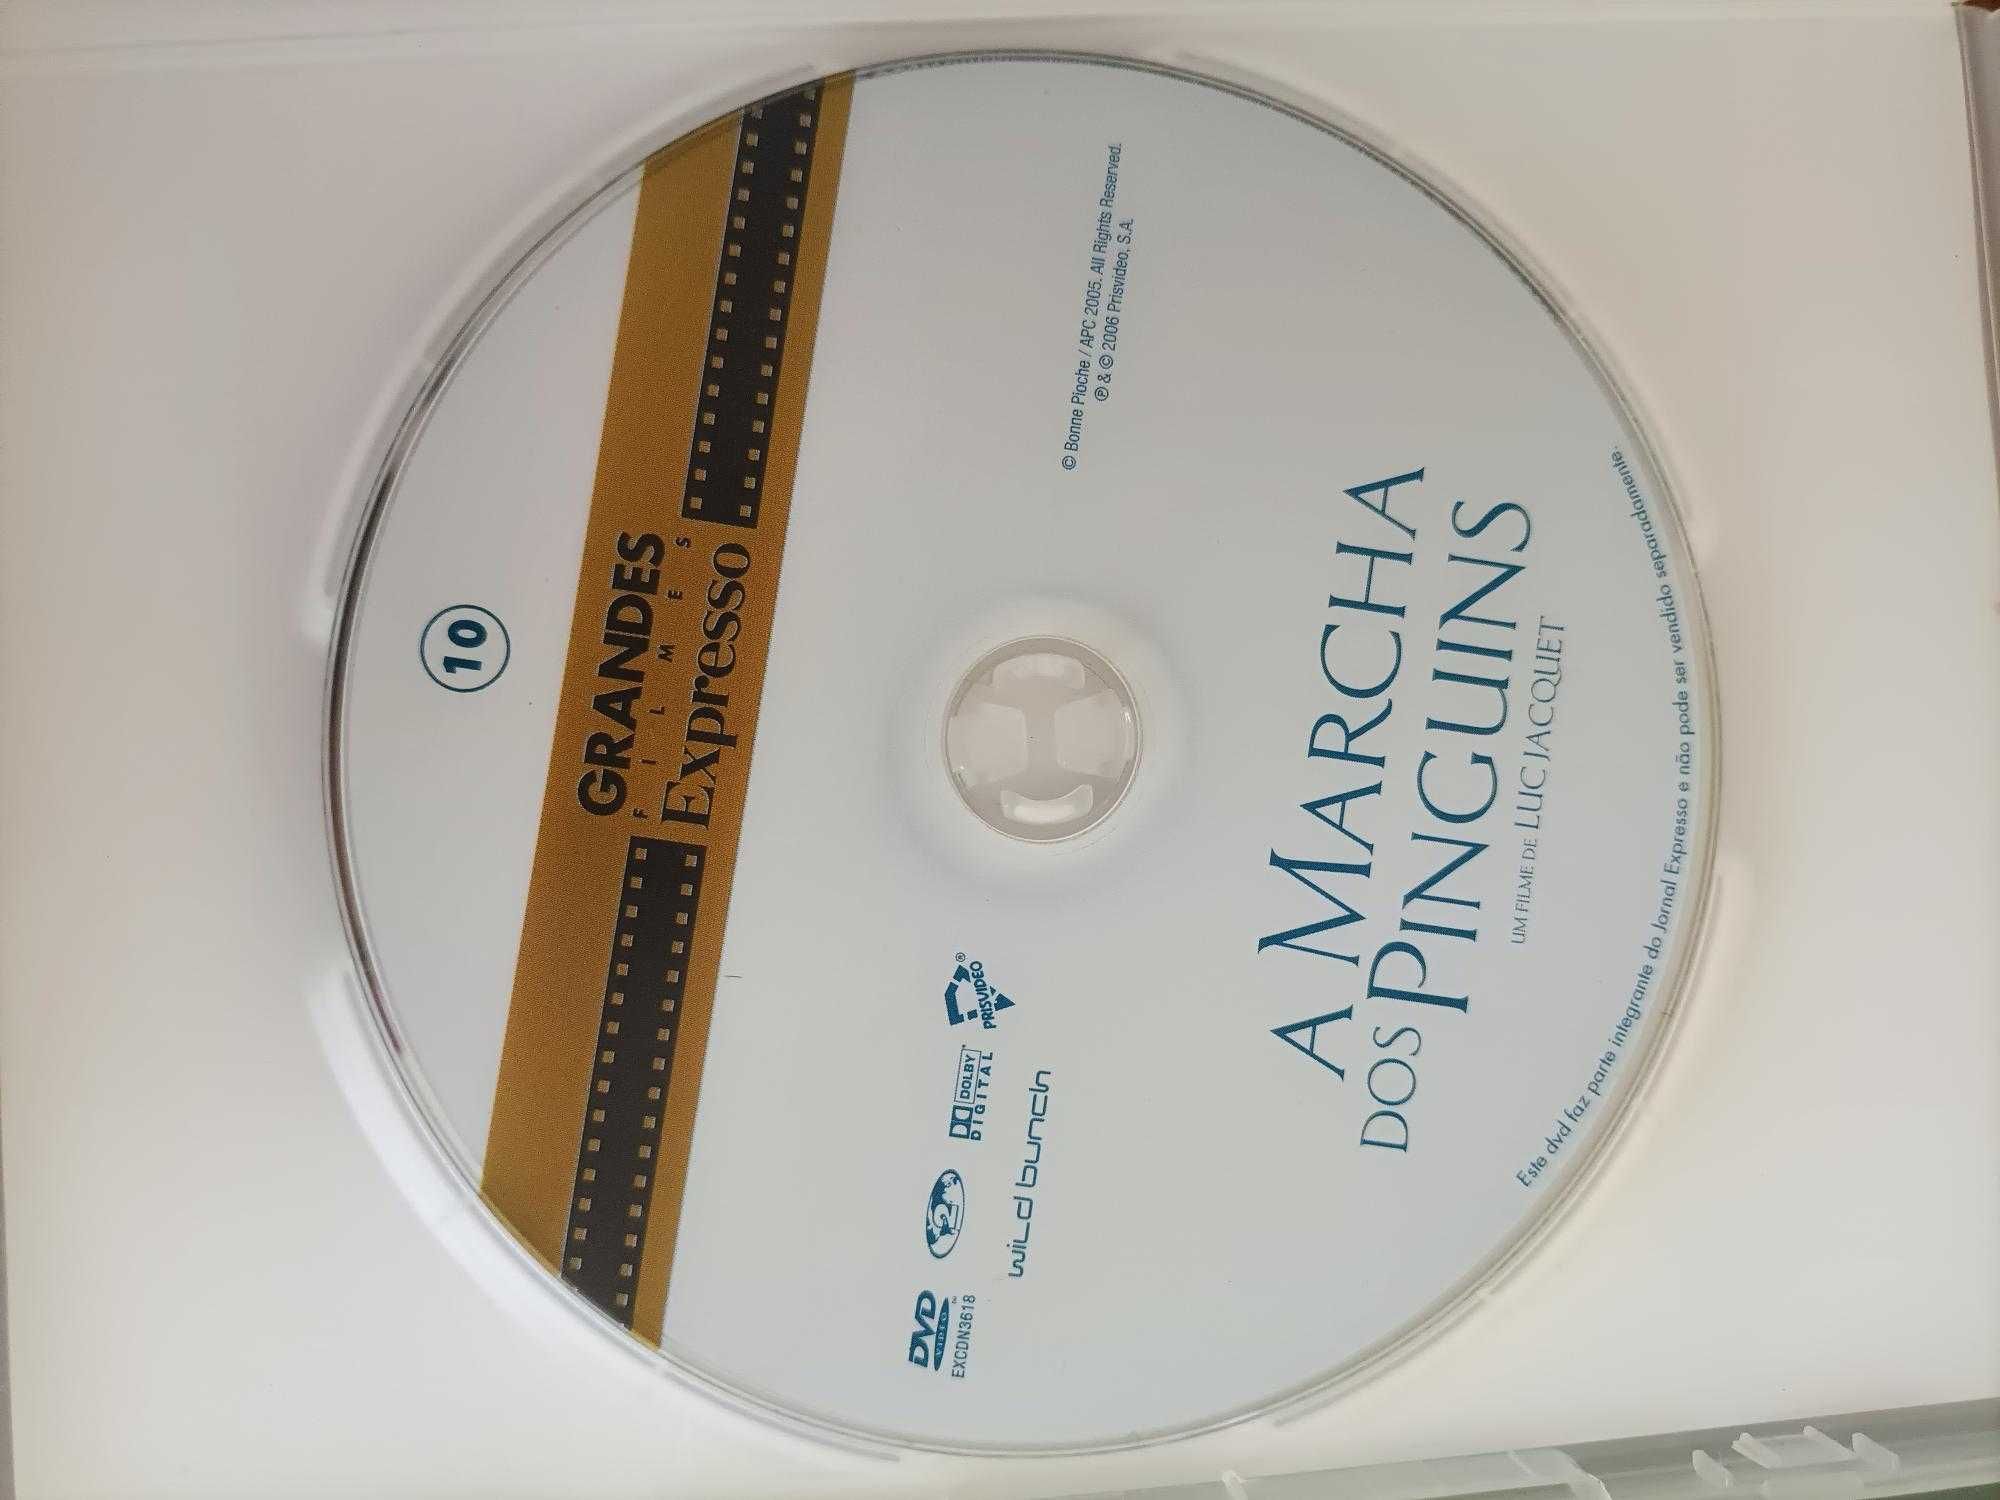 10
GRANDES
FILMES
Expresso
DVD
VIDEO
EXCDN3618
2
DOLBY
DIGITAL
PRISVIDEO®
wild bunch
© Bonne Pioche / APC 2005. All Rights Reserved.
℗ & © 2006 Prisvideo, S.A.
A MARCHA
DOS PINGUINS
UM FILME DE LUC JACQUET
Este dvd faz parte integrante do Jornal Expresso e não pode ser vendido separadamente.